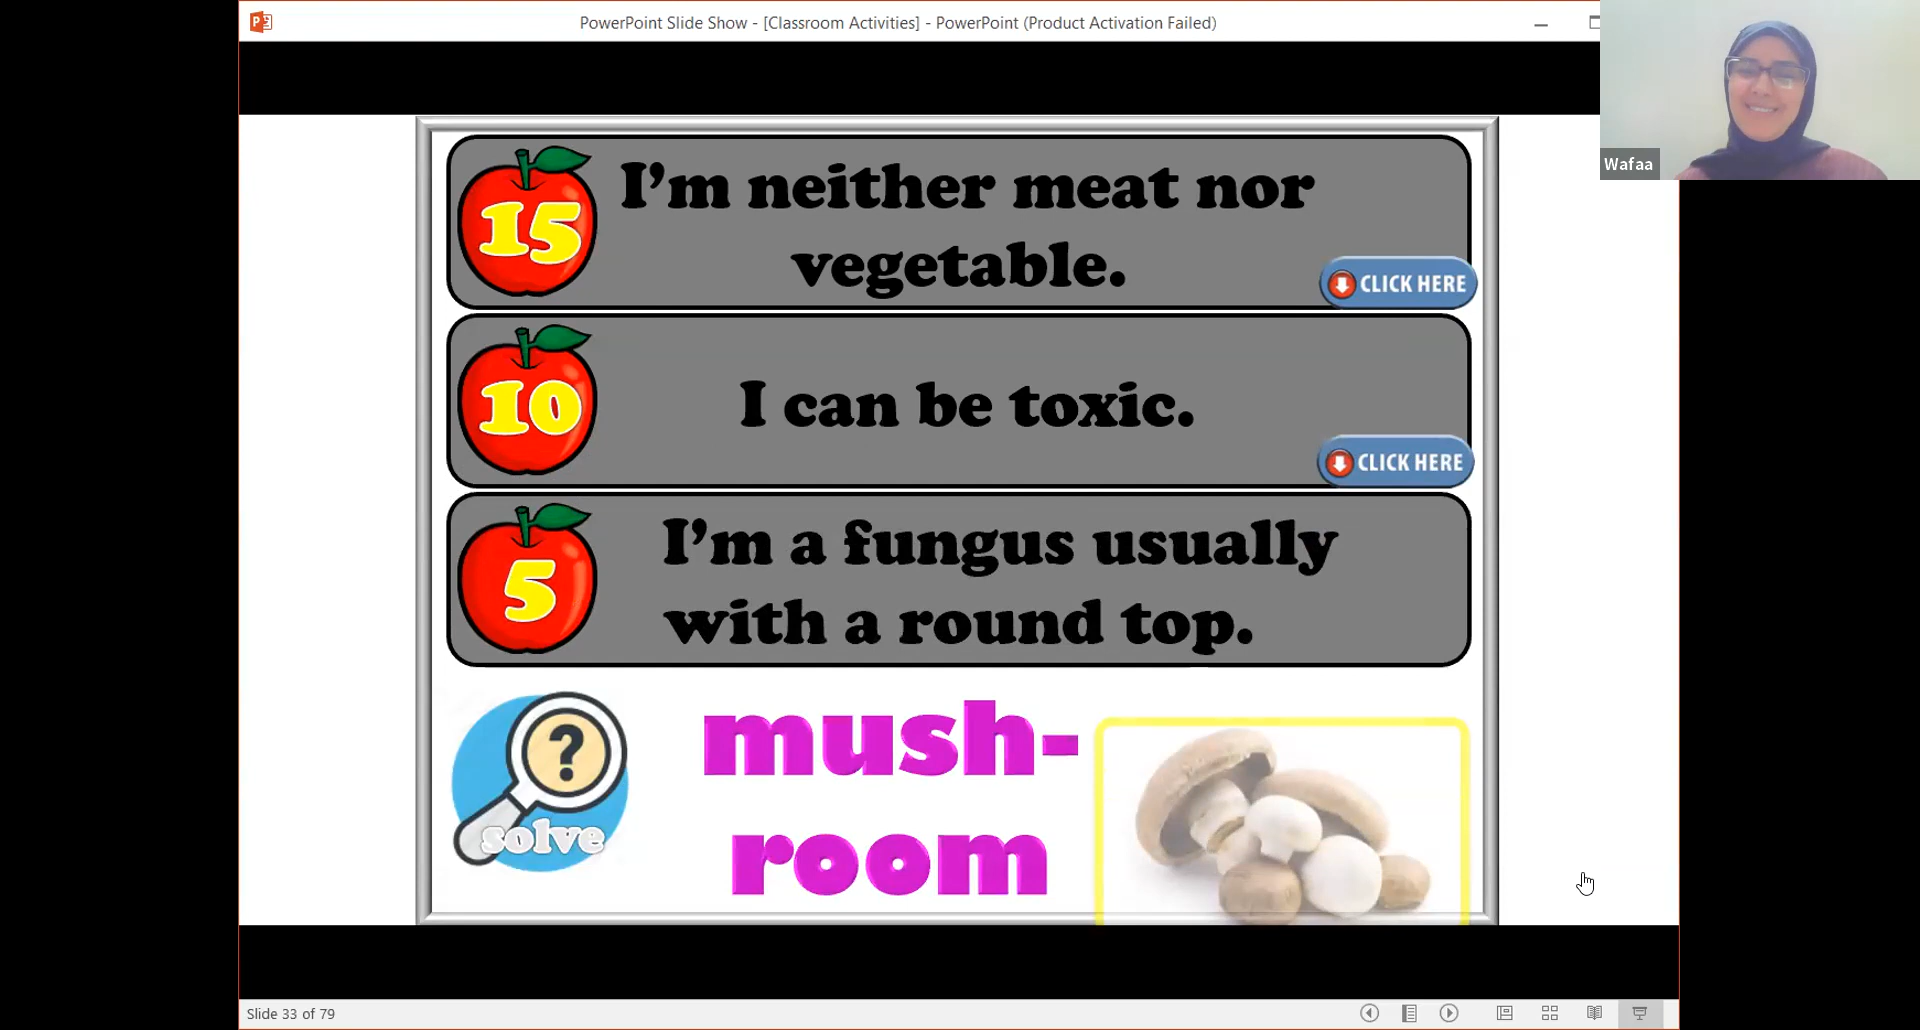 PowerPoint Slide Show - [Classroom Activities] - PowerPoint (Product Activation Failed)
Wafaa
15
I'm neither meat nor
vegetable.
CLICK HERE
10
I can be toxic.
CLICK HERE
5
I'm a fungus usually
with a round top.
?
solve
mush-
room
Slide 33 of 79